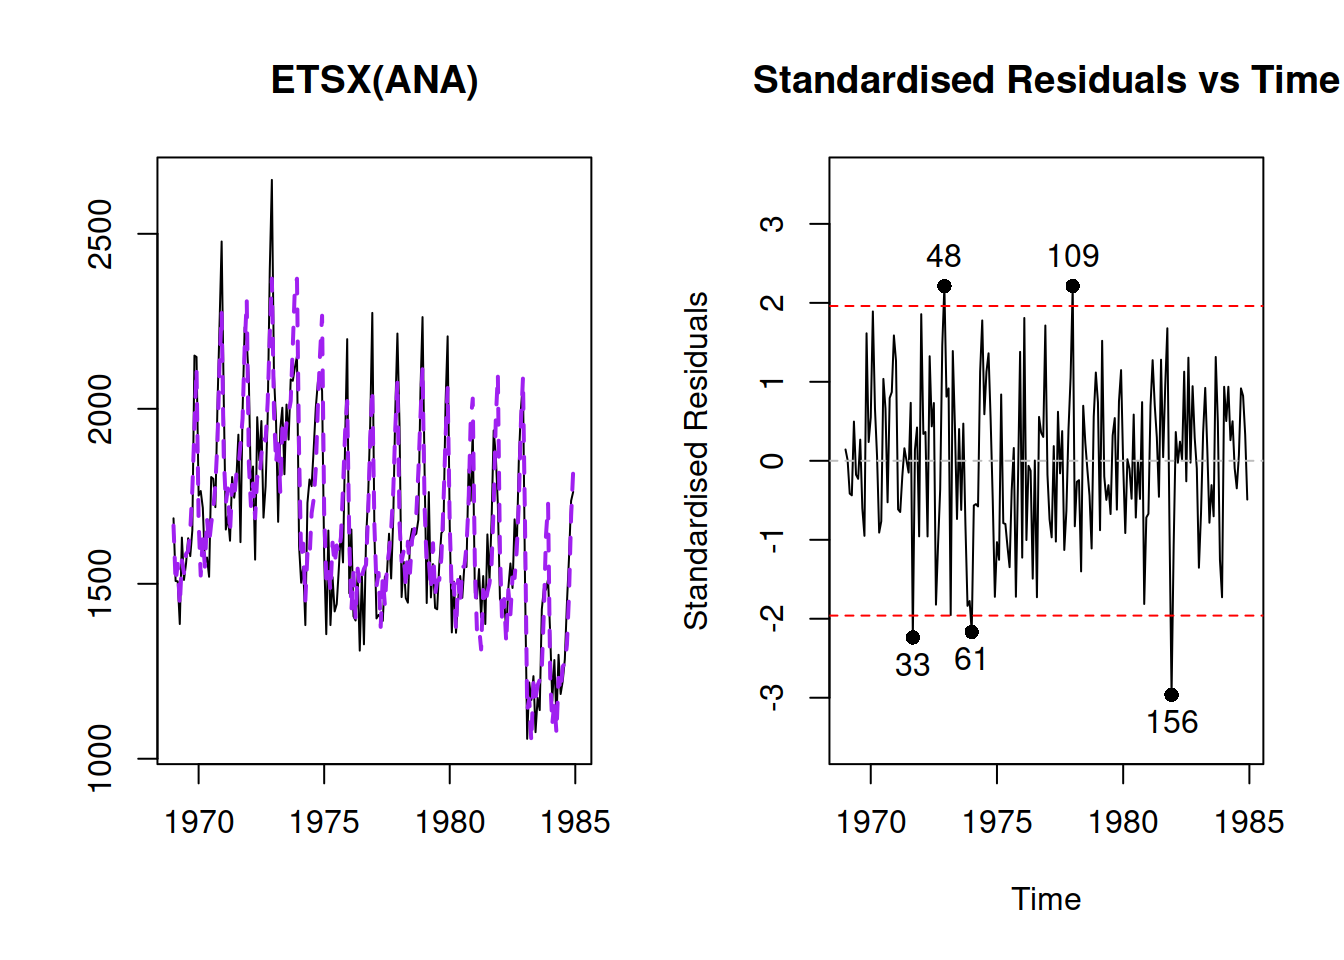 ETSX(ANA)
2500
2000
1500
1000
1970 1975 1980 1985
Standardised Residuals vs Time
Standardised Residuals
3
2
1
0
-1
-2
-3
48
109
33
61
156
1970 1975 1980 1985
Time